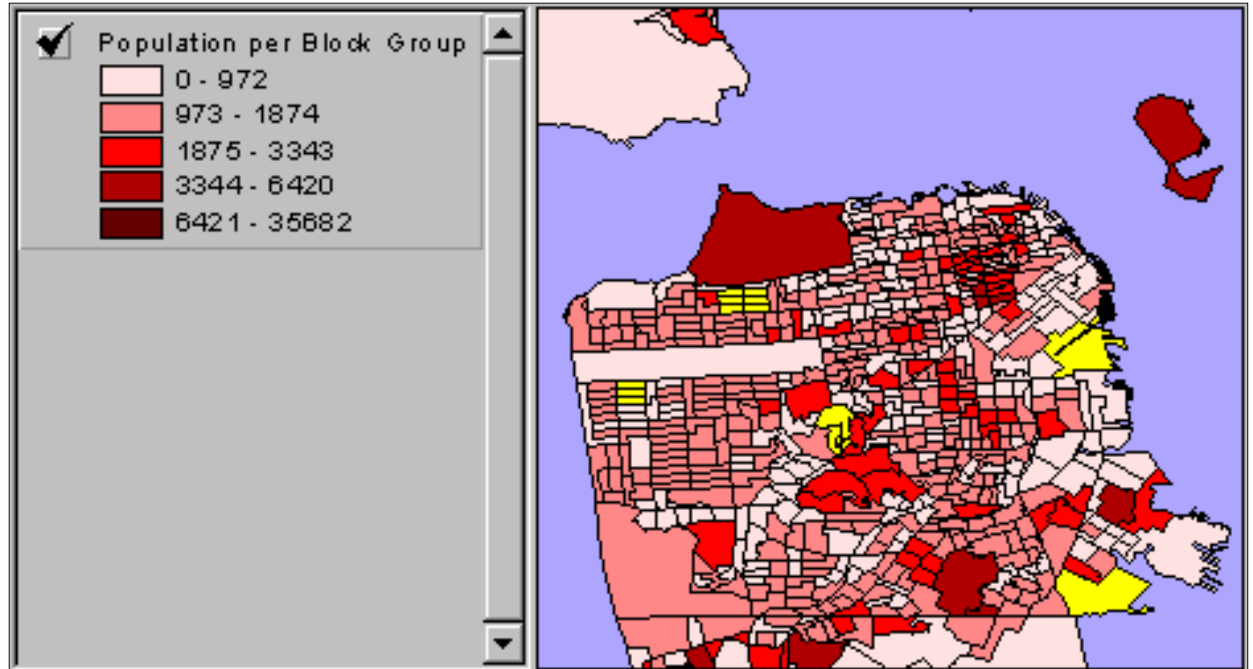 Population per Block Group
0 - 972
973 - 1874
1875 - 3343
3344 - 6420
6421 - 35682